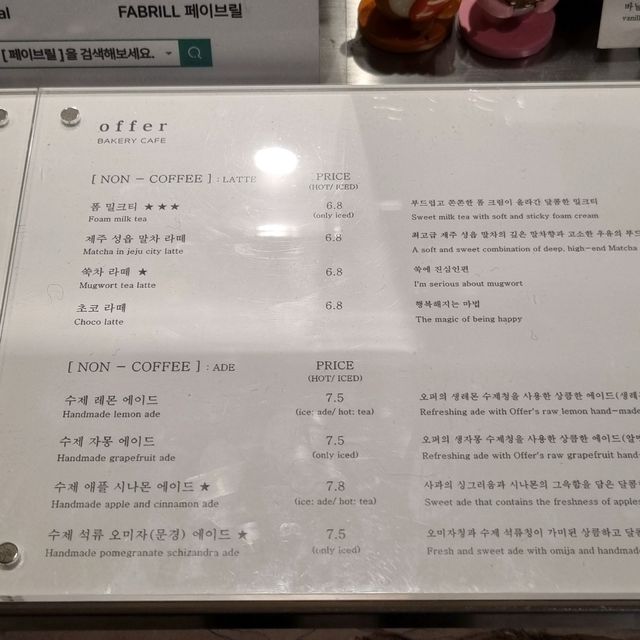 al
FABRILL 페이브릴
[ 페이브릴 ]을 검색해보세요.
offer
BAKERY CAFE
[ NON - COFFEE ] : LATTE PRICE
(HOT/ ICED)
폼 밀크티 ★★★ 6.8 부드럽고 쫀쫀한 폼 크림이 올라간 달콤한 밀크티
Foam milk tea (only iced) Sweet milk tea with soft and sticky foam cream
제주 성읍 말차 라떼 6.8 최고급 제주 성읍 말차의 깊은 말차향과 고소한 우유의
Matcha in jeju city latte A soft and sweet combination of deep, high-end Matcha
쑥차 라떼 ★ 6.8 쑥에 진심인편
Mugwort tea latte I'm serious about mugwort
초코 라떼 6.8 행복해지는 마법
Choco latte The magic of being happy
[ NON - COFFEE ] : ADE PRICE
(HOT/ ICED)
수제 레몬 에이드 7.5 오퍼의 생레몬 수제청을 사용한 상큼한 에이드
Handmade lemon ade (ice: ade/ hot: tea) Refreshing ade with Offer's raw lemon hand-made
수제 자몽 에이드 7.5 오퍼의 생자몽 수제청을 사용한 상큼한 에이드
Handmade grapefruit ade (only iced) Refreshing ade with Offer's raw grapefruit hand-
수제 애플 시나몬 에이드 ★ 7.8 사과의 싱그러움과 시나몬의 그윽함을 담은
Handmade apple and cinnamon ade (ice: ade/ hot: tea) Sweet ade that contains the freshness of apples
수제 석류 오미자(문경) 에이드 ★ 7.5 오미자청과 수제 석류청이 가미된 상콤하고
Handmade pomegranate schizandra ade (only iced) Fresh and sweet ade with omija and handmade